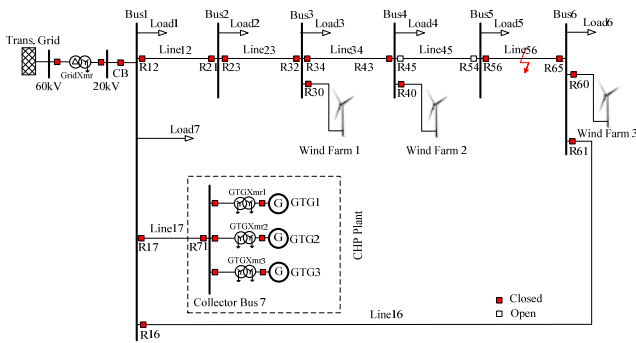 Bus1
Bus2
Bus3
Bus4
Bus5
Bus6
Load1
Load2
Load3
Load4
Load5
Load6
Trans. Grid
Line12
Line23
Line34
Line45
Line56
GridXmr
CB
R12
R21
R23
R32
R34
R43
R45
R54
R56
R65
60kV
20kV
R30
R40
R60
Wind Farm 1
Wind Farm 2
Wind Farm 3
Load7
R61
GTGXmr1
G
GTG1
Line17
GTGXmr2
G
GTG2
R17
R71
GTGXmr3
G
GTG3
CHP Plant
Collector Bus 7
Closed
Open
Line16
R16